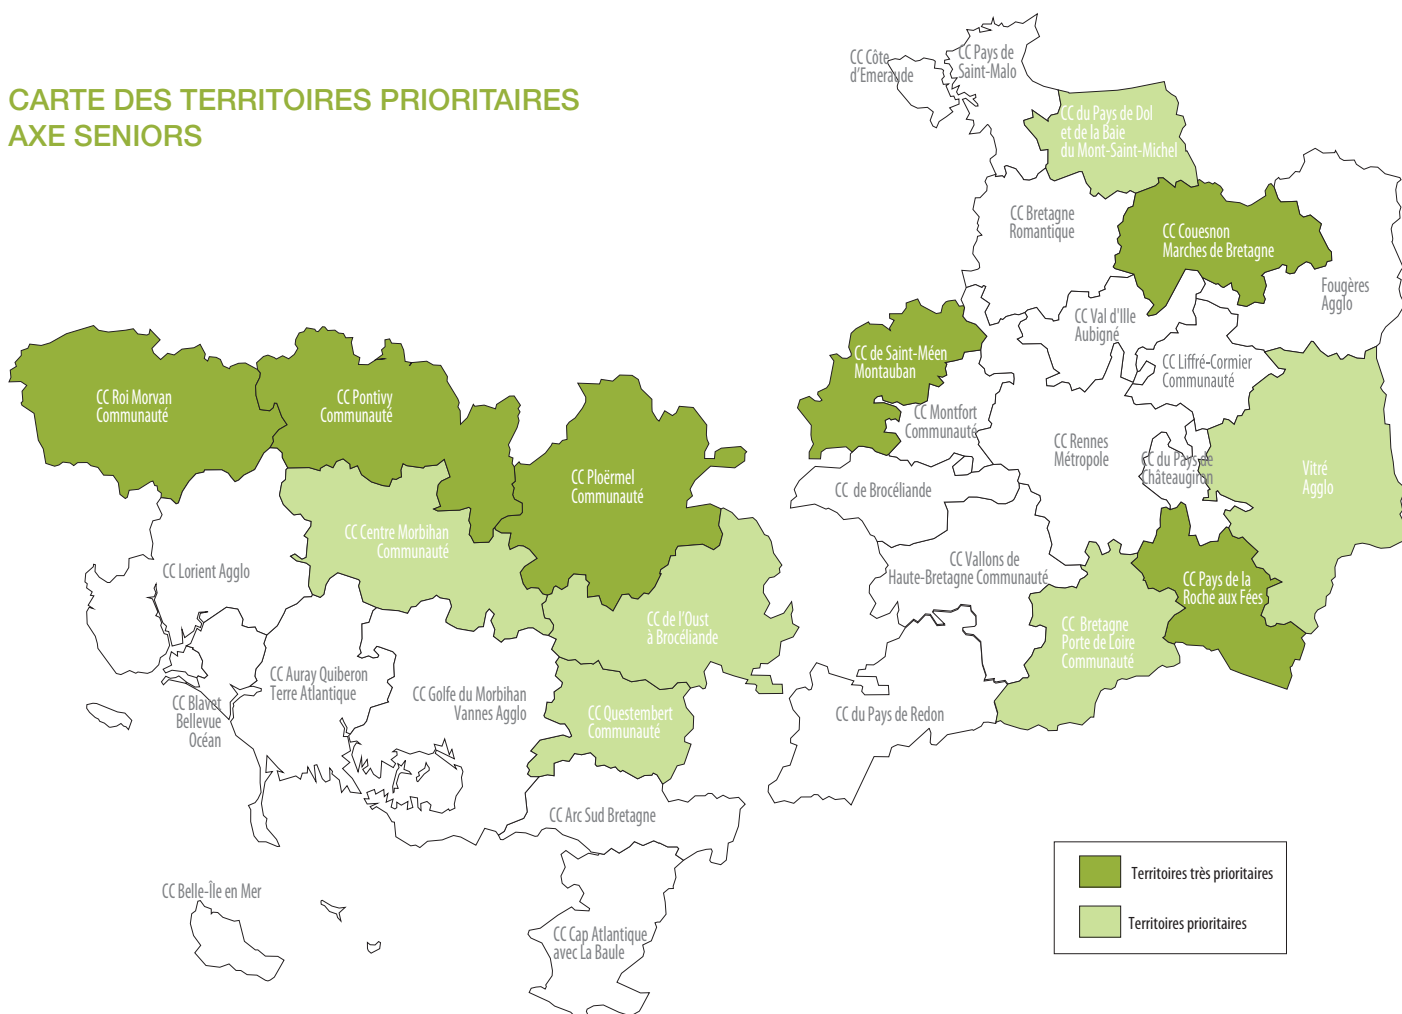 CARTE DES TERRITOIRES PRIORITAIRES
AXE SENIORS
CC Côte
d'Emeraude
CC Pays de
Saint-Malo
CC du Pays de Dol
et de la Baie
du Mont-Saint-Michel
CC Bretagne
Romantique
CC Couesnon
Marches de Bretagne
Fougères
Agglo
CC Val d'Ille
Aubigné
CC de Saint-Méen
Montauban
CC Liffré-Cormier
Communauté
CC Roi Morvan
Communauté
CC Pontivy
Communauté
CC Montfort
Communauté
CC Rennes
Métropole
CC du Pays de
Châteaugiron
Vitré
Agglo
CC Ploërmel
Communauté
CC de Brocéliande
CC Centre Morbihan
Communauté
CC Lorient Agglo
CC Vallons de
Haute-Bretagne Communauté
CC Pays de la
Roche aux Fées
CC de l'Oust
à Brocéliande
CC Bretagne
Porte de Loire
Communauté
CC Auray Quiberon
Terre Atlantique
CC Golfe du Morbihan
Vannes Agglo
CC Blavet
Bellevue
Océan
CC Questembert
Communauté
CC du Pays de Redon
CC Arc Sud Bretagne
CC Belle-Île en Mer
CC Cap Atlantique
avec La Baule
Territoires très prioritaires
Territoires prioritaires